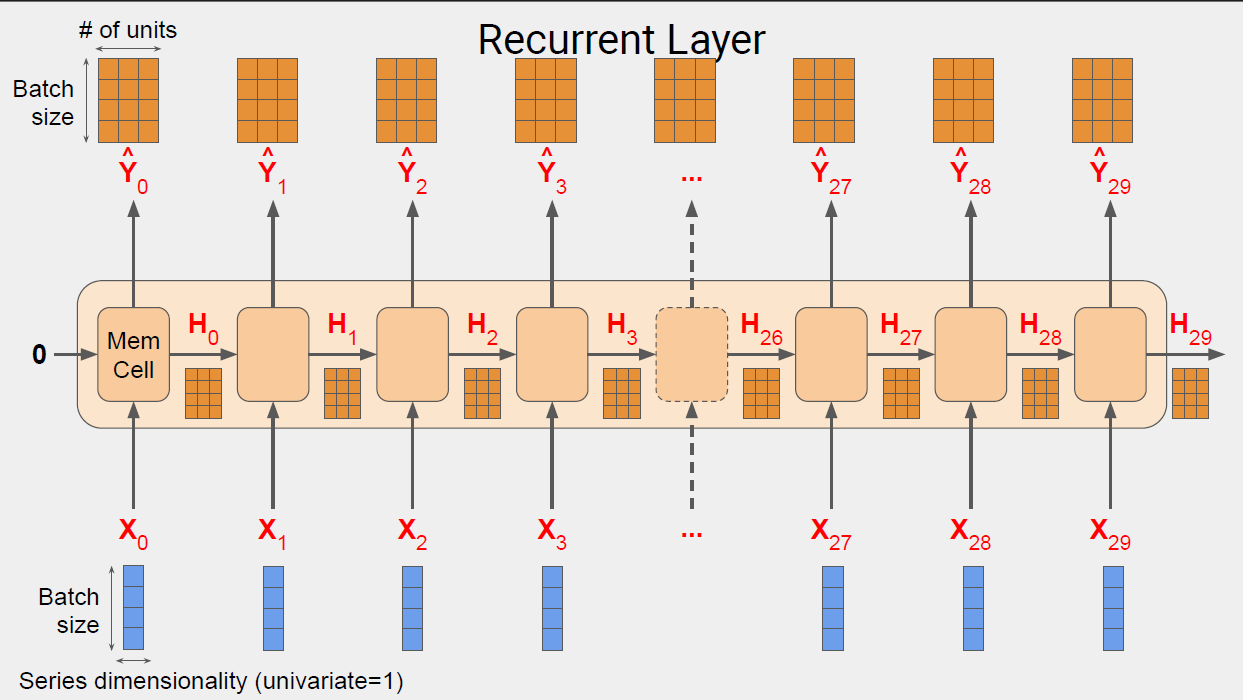 # of units
Recurrent Layer
Batch
size
Ŷ0 Ŷ1 Ŷ2 Ŷ3 ... Ŷ27 Ŷ28 Ŷ29
H0 H1 H2 H3 H26 H27 H28 H29
0
Mem
Cell
X0 X1 X2 X3 ... X27 X28 X29
Batch
size
Series dimensionality (univariate=1)